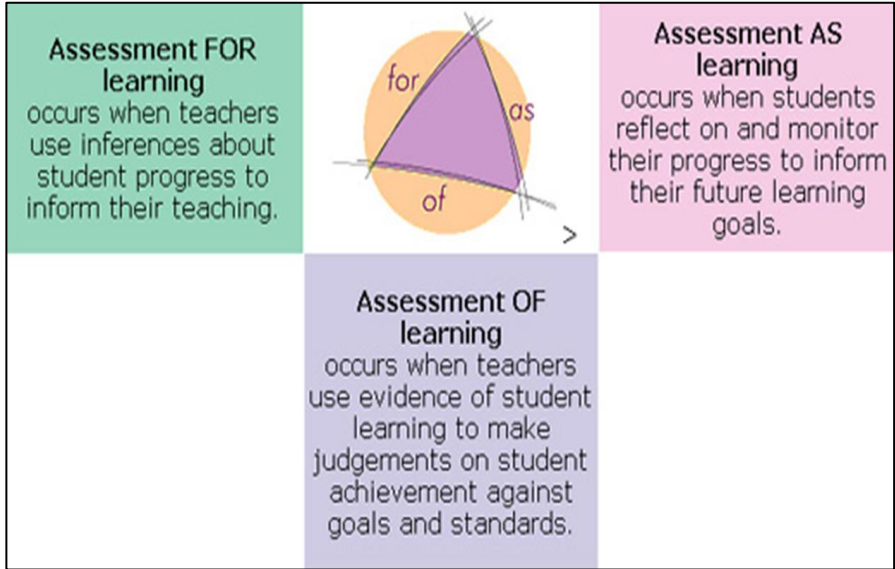 Assessment FOR
learning
occurs when teachers
use inferences about
student progress to
inform their teaching.
for
as
of
>
Assessment AS
learning
occurs when students
reflect on and monitor
their progress to inform
their future learning
goals.
Assessment OF
learning
occurs when teachers
use evidence of student
learning to make
judgements on student
achievement against
goals and standards.